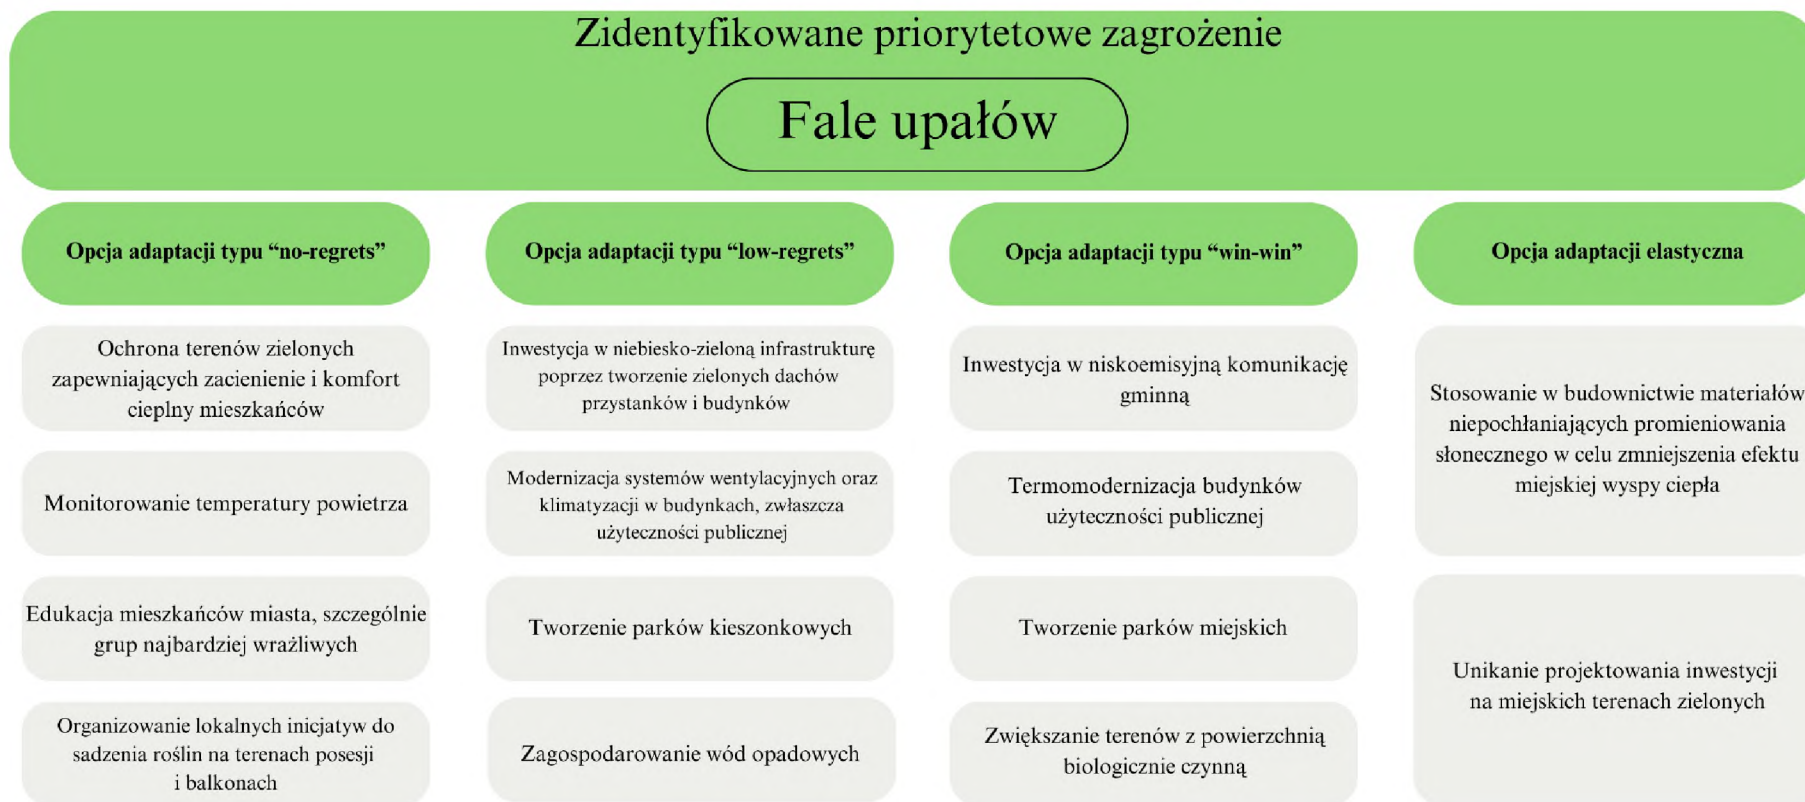 Zidentyfikowane priorytetowe zagrożenie
Fale upałów
Opcja adaptacji typu “no-regrets”
Ochrona terenów zielonych
zapewniających zacienienie i komfort
cieplny mieszkańców
Monitorowanie temperatury powietrza
Edukacja mieszkańców miasta, szczególnie
grup najbardziej wrażliwych
Organizowanie lokalnych inicjatyw do
sadzenia roślin na terenach posesji
i balkonach
Opcja adaptacji typu “low-regrets”
Inwestycja w niebiesko-zieloną infrastrukturę
poprzez tworzenie zielonych dachów
przystanków i budynków
Modernizacja systemów wentylacyjnych oraz
klimatyzacji w budynkach, zwłaszcza
użyteczności publicznej
Tworzenie parków kieszonkowych
Zagospodarowanie wód opadowych
Opcja adaptacji typu “win-win”
Inwestycja w niskoemisyjną komunikację
gminną
Termomodernizacja budynków
użyteczności publicznej
Tworzenie parków miejskich
Zwiększanie terenów z powierzchnią
biologicznie czynną
Opcja adaptacji elastyczna
Stosowanie w budownictwie materiałów
niepochłaniających promieniowania
słonecznego w celu zmniejszenia efektu
miejskiej wyspy ciepła
Unikanie projektowania inwestycji
na miejskich terenach zielonych